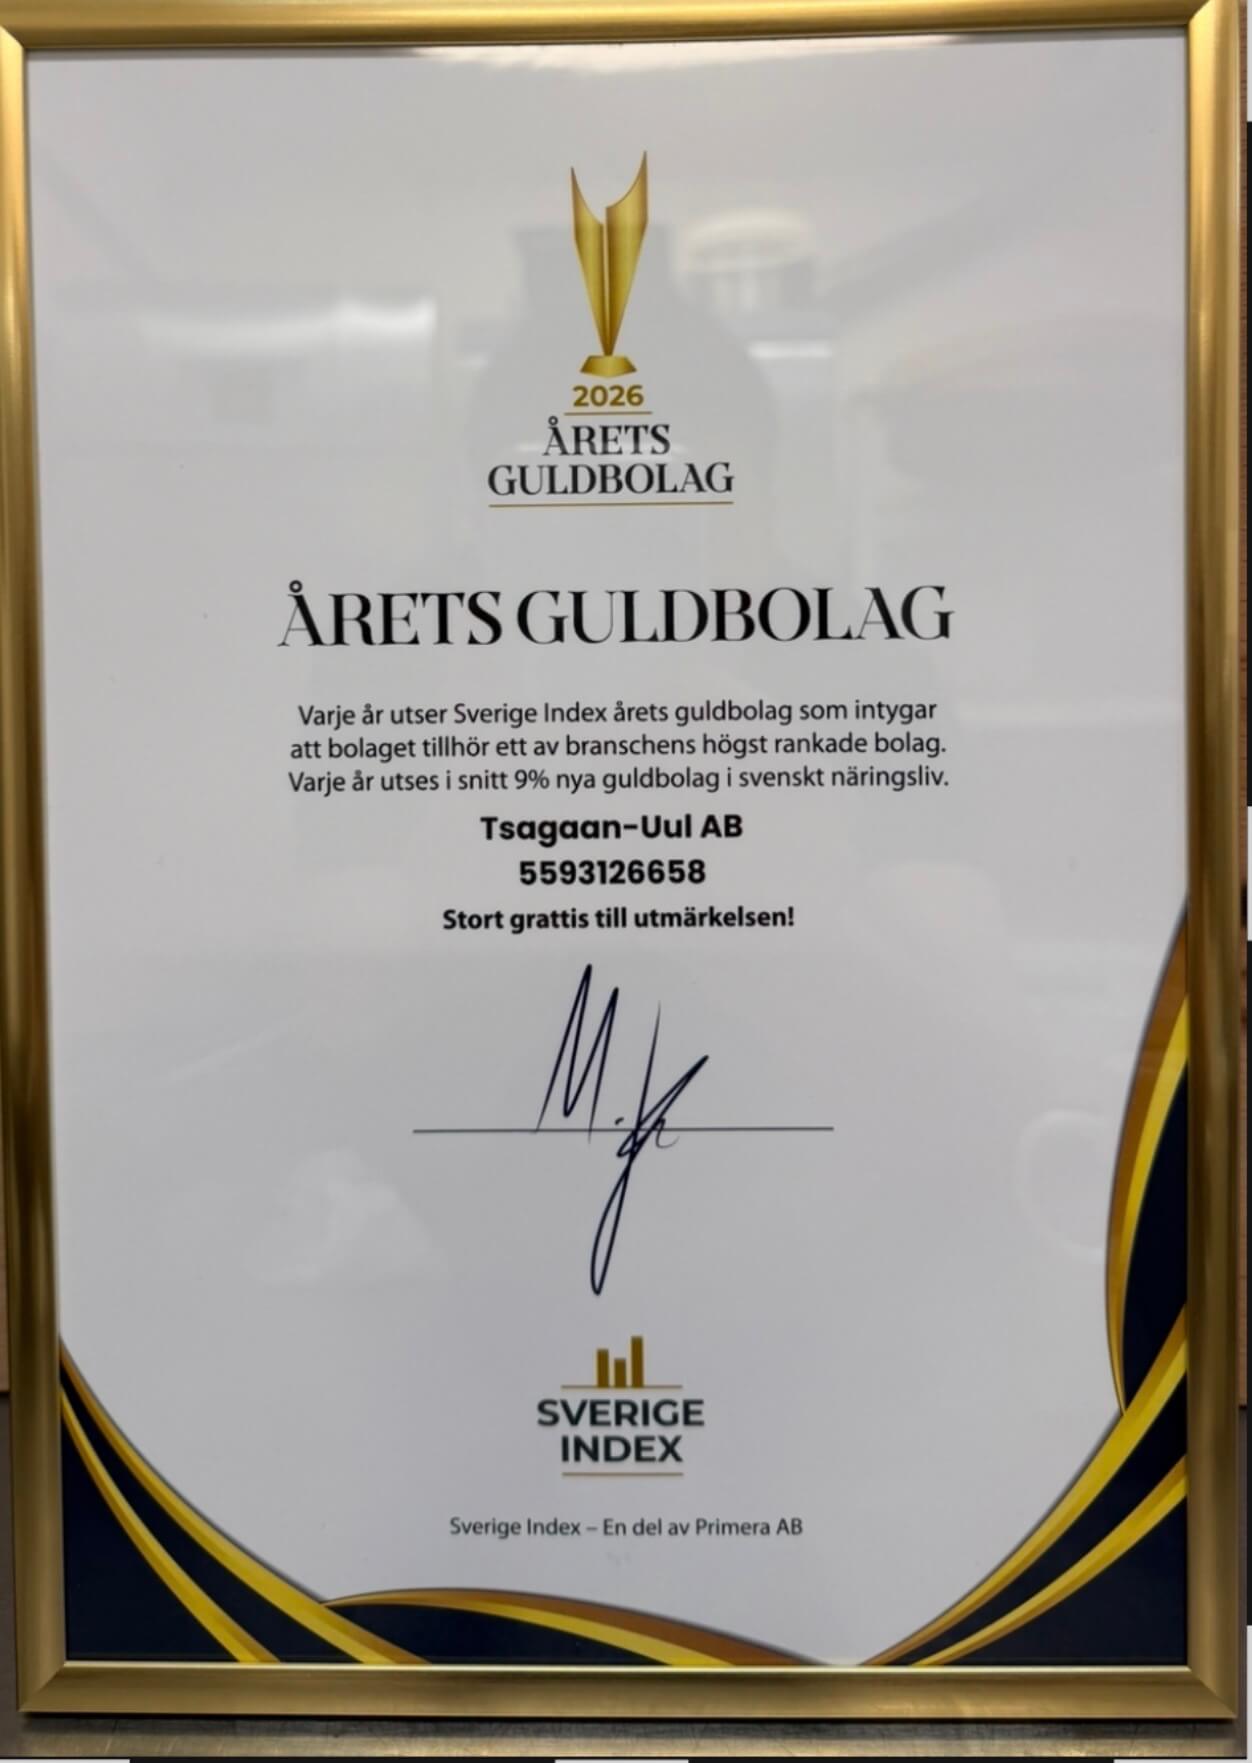 2026
ÅRETS
GULDBOLAG
ÅRETS GULDBOLAG
Varje år utser Sverige Index årets guldbolag som intygar
att bolaget tillhör ett av branschens högst rankade bolag.
Varje år utses i snitt 9% nya guldbolag i svenskt näringsliv.
Tsagaan-Uul AB
5593126658
Stort grattis till utmärkelsen!
SVERIGE
INDEX
Sverige Index – En del av Primera AB